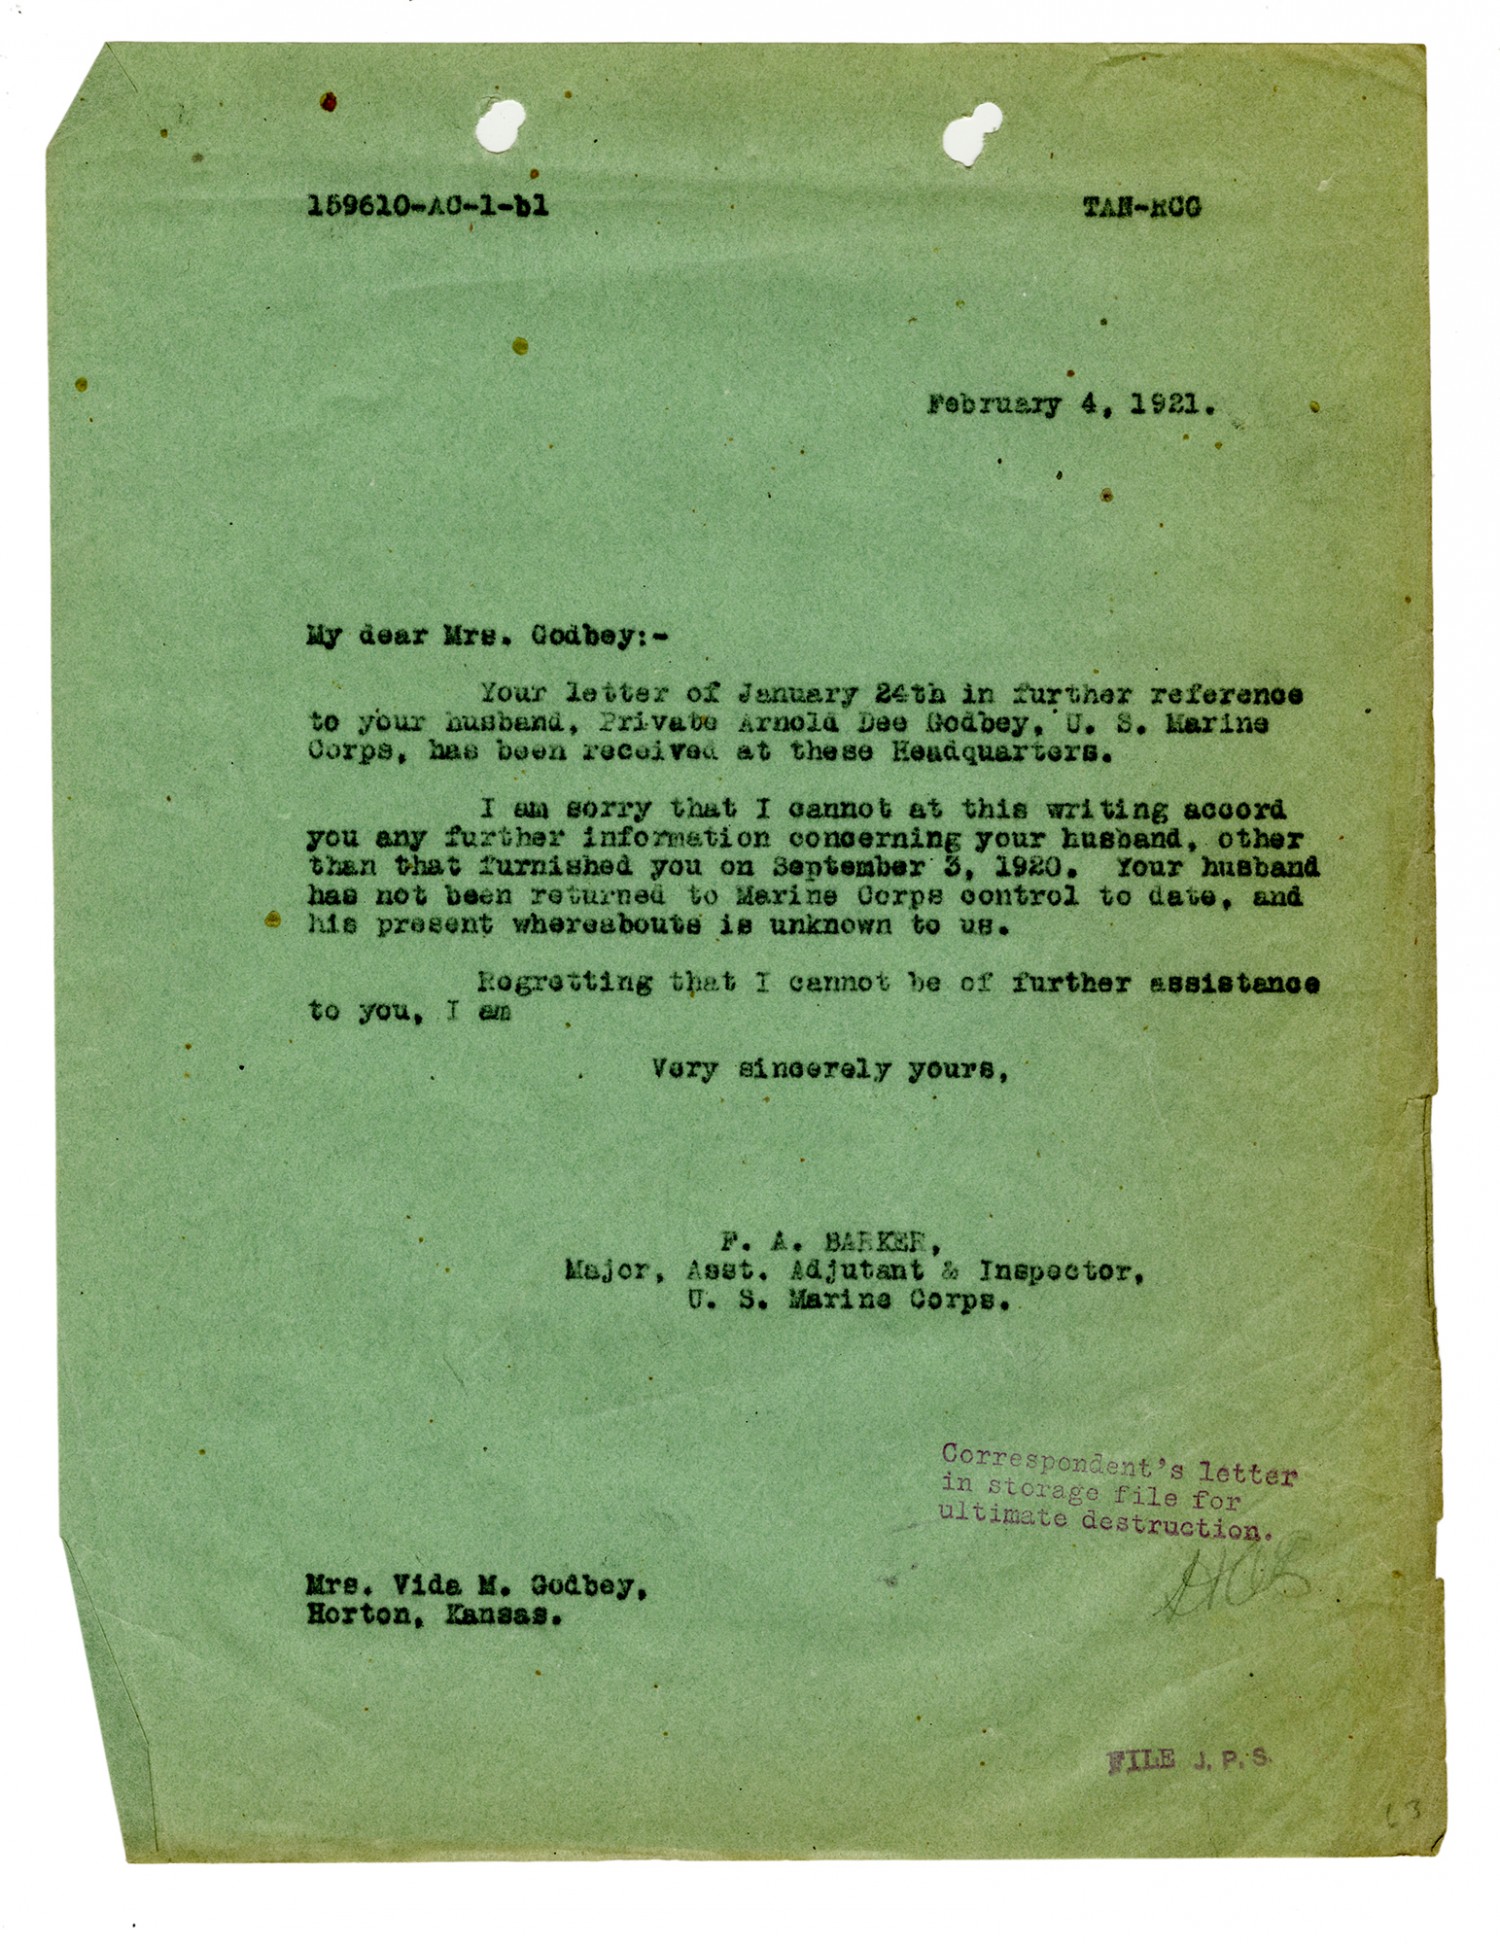 159610-AO-1-bl
February 4, 1921.
My dear Mrs. Godbey:-
Your letter of January 24th in further reference
to your husband, Private Arnold Dee Godbey, U. S. Marine
Corps, has been received at these Headquarters.
I am sorry that I cannot at this writing accord
you any further information concerning your husband, other
than that furnished you on September 3, 1920. Your husband
has not been returned to Marine Corps control to date, and
his present whereabouts is unknown to us.
Regretting that I cannot be of further assistance
to you, I am
Very sincerely yours,
F. A. BARKER,
Major, Asst. Adjutant & Inspector,
U. S. Marine Corps.
Correspondent's letter
in storage file for
ultimate destruction.
Mrs. Vida M. Godbey,
Horton, Kansas.
FILE J. P. S.